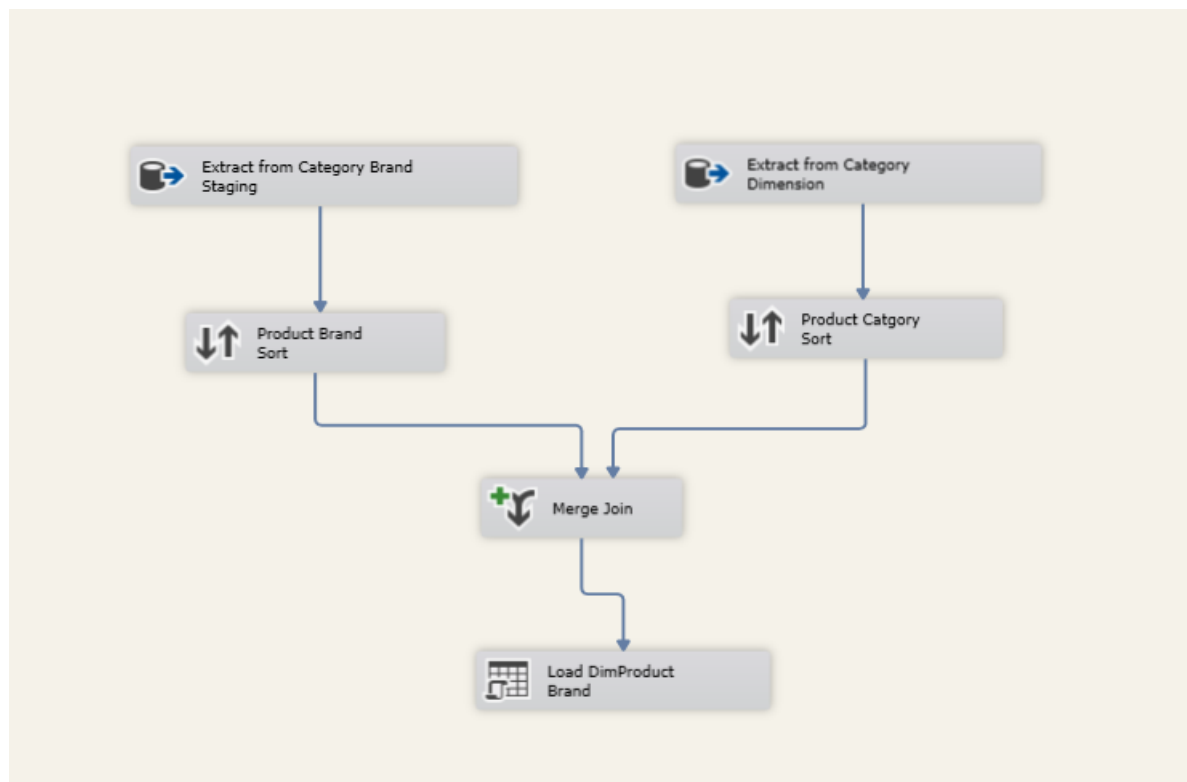 Extract from Category Brand
Staging
Extract from Category
Dimension
Product Brand
Sort
Product Catgory
Sort
Merge Join
Load DimProduct
Brand